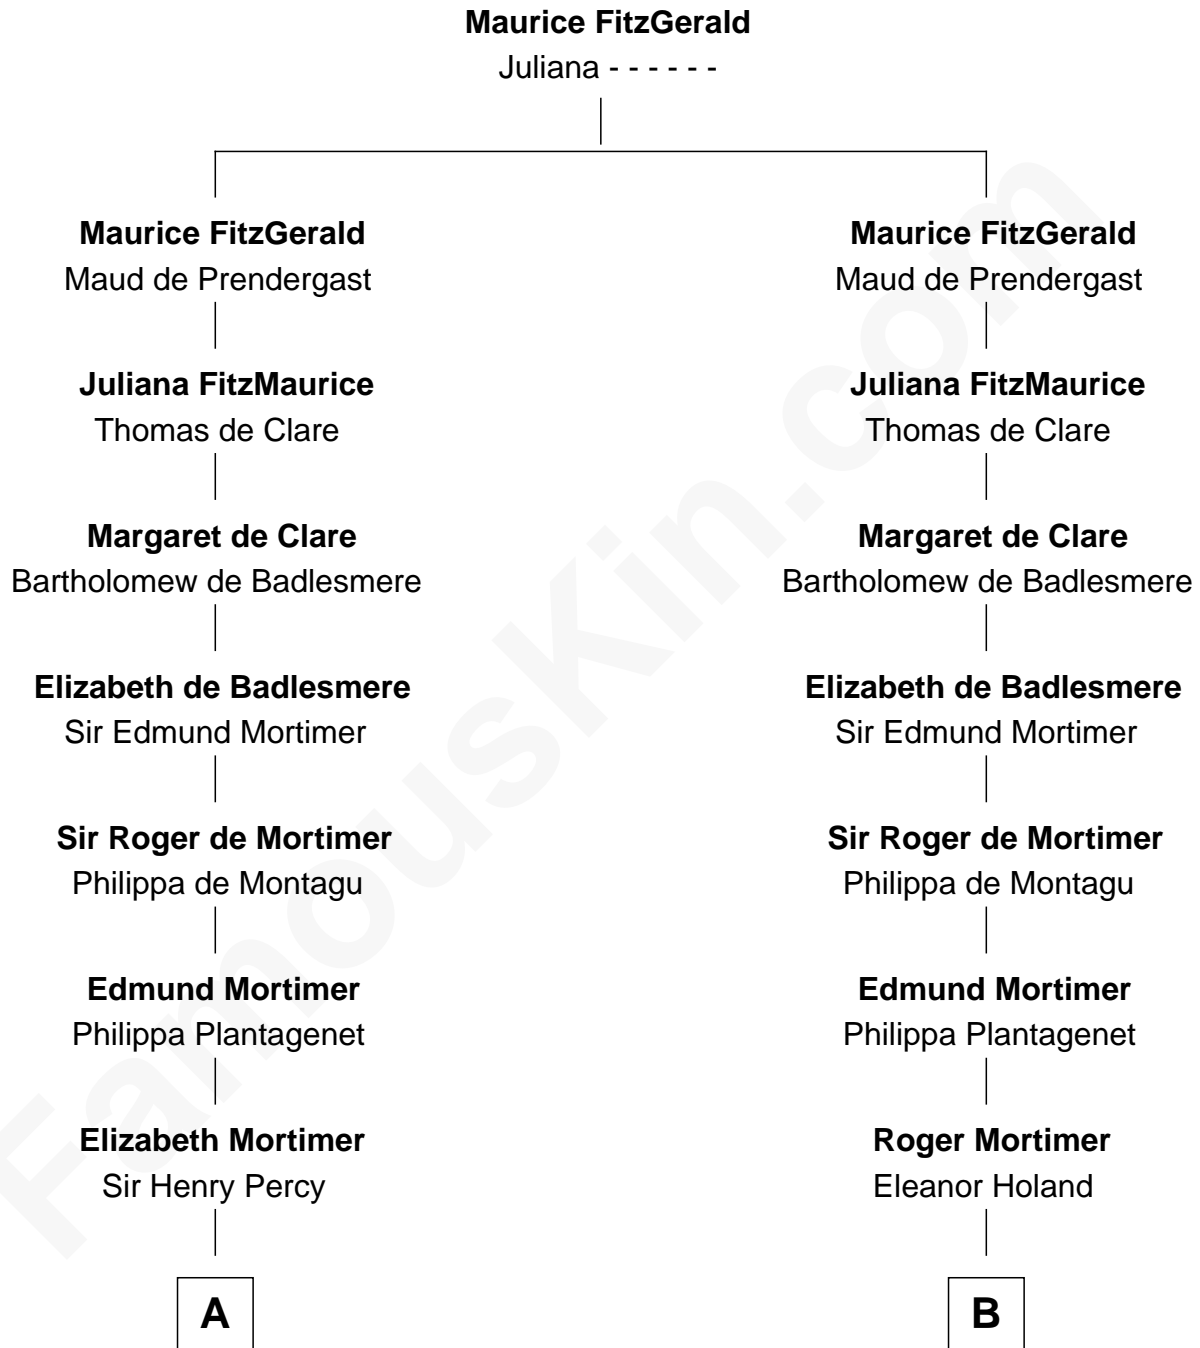 Maurice FitzGerald
Juliana - - - - - -
Maurice FitzGerald
Maud de Prendergast
Juliana FitzMaurice
Thomas de Clare
Margaret de Clare
Bartholomew de Badlesmere
Elizabeth de Badlesmere
Sir Edmund Mortimer
Sir Roger de Mortimer
Philippa de Montagu
Edmund Mortimer
Philippa Plantagenet
Elizabeth Mortimer
Sir Henry Percy
A
Maurice FitzGerald
Maud de Prendergast
Juliana FitzMaurice
Thomas de Clare
Margaret de Clare
Bartholomew de Badlesmere
Elizabeth de Badlesmere
Sir Edmund Mortimer
Sir Roger de Mortimer
Philippa de Montagu
Edmund Mortimer
Philippa Plantagenet
Roger Mortimer
Eleanor Holand
B
FamousKin.com